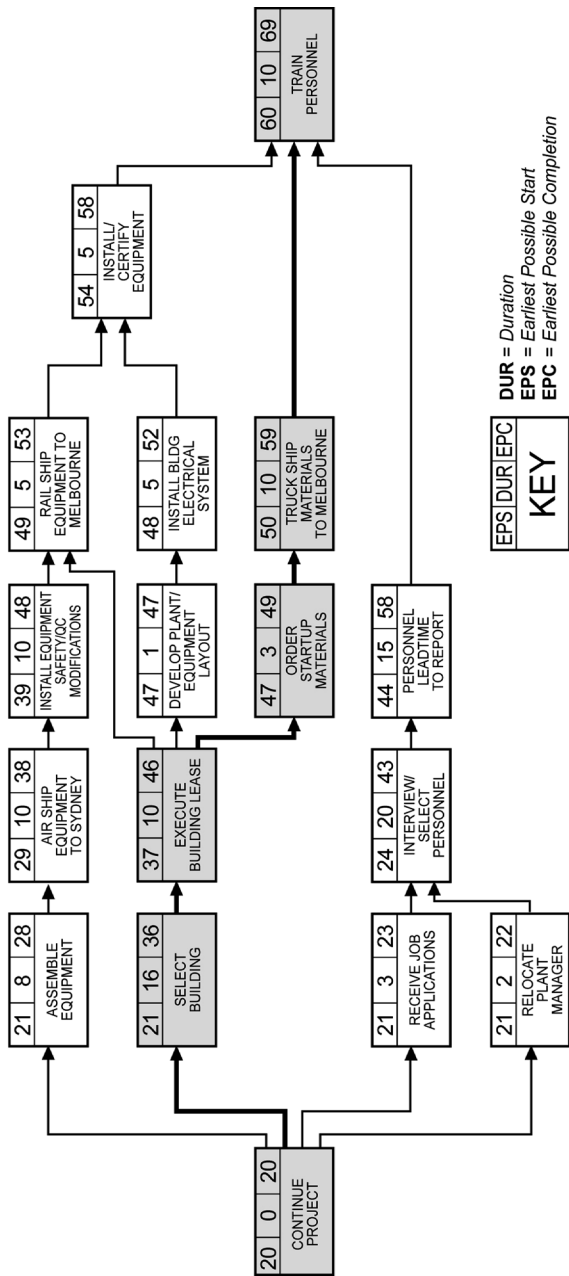 20 0 20
CONTINUE
PROJECT
21 8 28
ASSEMBLE
EQUIPMENT
29 10 38
AIR SHIP
EQUIPMENT
TO SYDNEY
39 10 48
INSTALL EQUIPMENT
SAFETY/QC
MODIFICATIONS
49 5 53
RAIL SHIP
EQUIPMENT TO
MELBOURNE
54 5 58
INSTALL/
CERTIFY
EQUIPMENT
60 10 69
TRAIN
PERSONNEL
21 16 36
SELECT
BUILDING
37 10 46
EXECUTE
BUILDING LEASE
47 1 47
DEVELOP PLANT/
EQUIPMENT
LAYOUT
48 5 52
INSTALL BLDG
ELECTRICAL
SYSTEM
47 3 49
ORDER
STARTUP
MATERIALS
50 10 59
TRUCK SHIP
MATERIALS
TO MELBOURNE
21 3 23
RECEIVE JOB
APPLICATIONS
24 20 43
INTERVIEW/
SELECT
PERSONNEL
44 15 58
PERSONNEL
LEADTIME
TO REPORT
21 2 22
RELOCATE
PLANT
MANAGER
EPS DUR EPC
KEY
DUR = Duration
EPS = Earliest Possible Start
EPC = Earliest Possible Completion